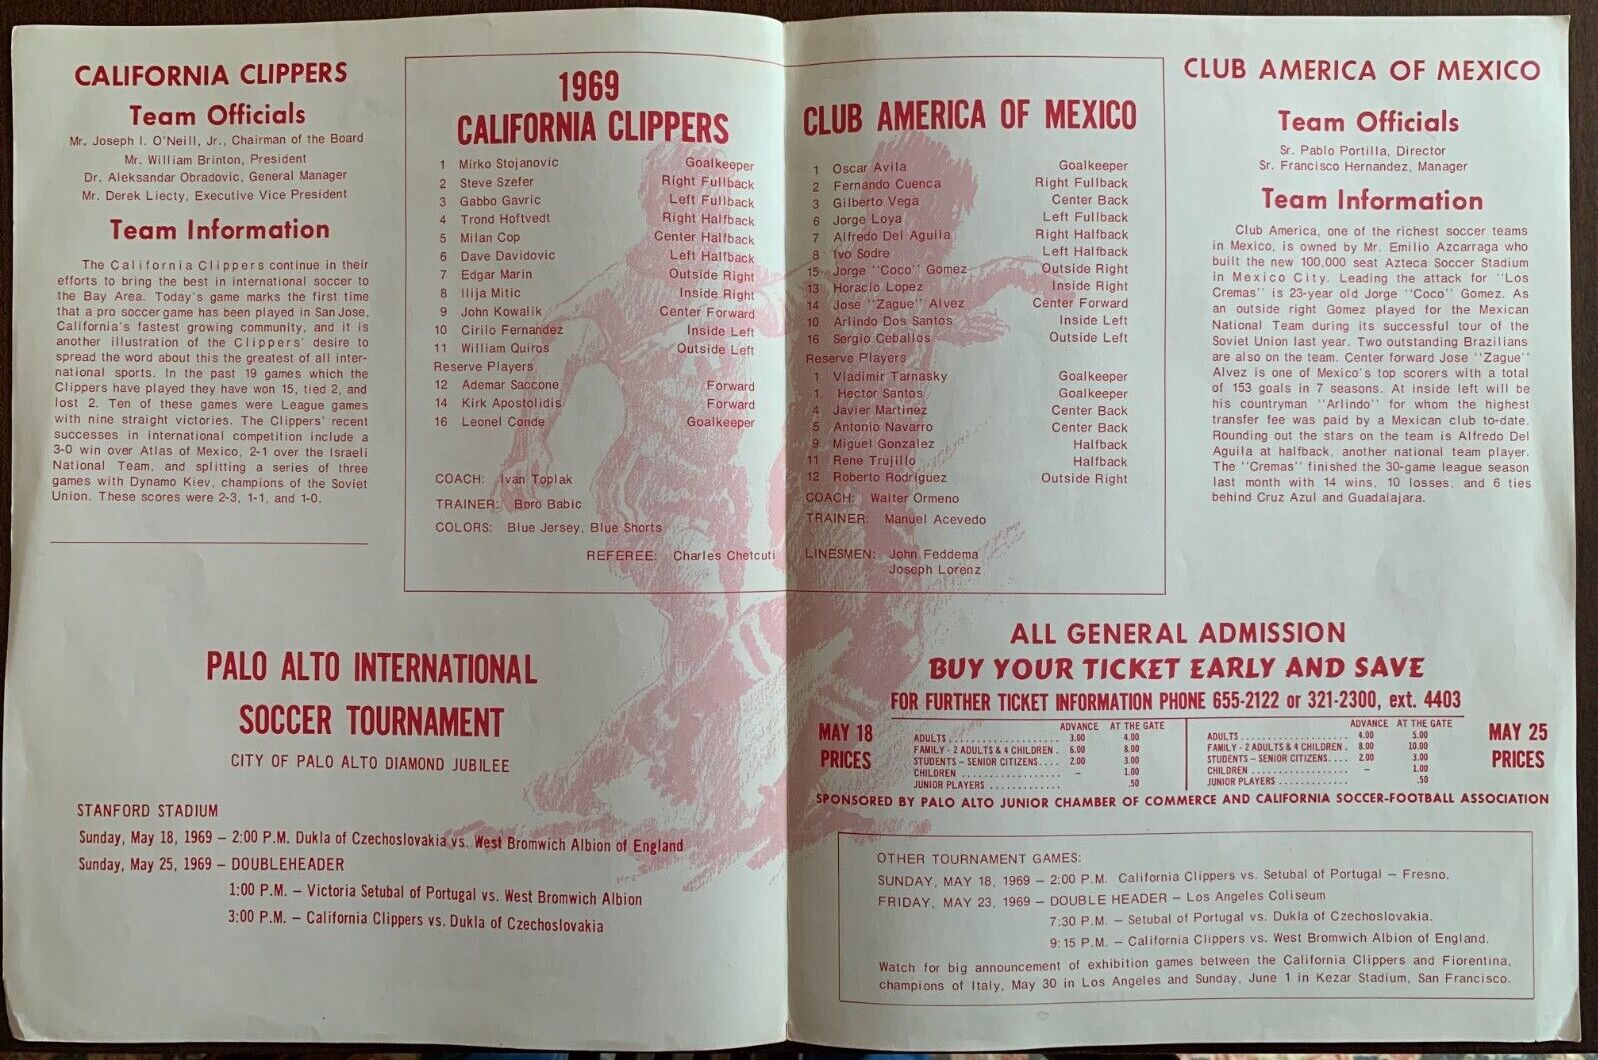 CALIFORNIA CLIPPERS
Team Officials
Mr. Joseph I. O'Neill, Jr., Chairman of the Board
Mr. William Brinton, President
Dr. Aleksandar Obradovic, General Manager
Mr. Derek Liecty, Executive Vice President
Team Information
The California Clippers continue in their
efforts to bring the best in international soccer to
the Bay Area. Today's game marks the first time
that a pro soccer game has been played in San Jose,
California's fastest growing community, and it is
another illustration of the Clippers' desire to
spread the word about this the greatest of all inter-
national sports. In the past 19 games which the
Clippers have played they have won 15, tied 2, and
lost 2. Ten of these games were League games
with nine straight victories. The Clippers' recent
successes in international competition include a
3-0 win over Atlas of Mexico, 2-1 over the Israeli
National Team, and splitting a series of three
games with Dynamo Kiev, champions of the Soviet
Union. These scores were 2-3, 1-1, and 1-0.
1969
CALIFORNIA CLIPPERS
1 Mirko Stojanovic Goalkeeper
2 Steve Szefer Right Fullback
3 Gabbo Gavric Left Fullback
4 Trond Hoftvedt Right Halfback
5 Milan Cop Center Halfback
6 Dave Davidovic Left Halfback
7 Edgar Marin Outside Right
8 Ilija Mitic Inside Right
9 John Kowalik Center Forward
10 Cirilo Fernandez Inside Left
11 William Quiros Outside Left
Reserve Players
12 Ademar Saccone Forward
14 Kirk Apostolidis Forward
16 Leonel Conde Goalkeeper
COACH: Ivan Toplak
TRAINER: Boro Babic
COLORS: Blue Jersey, Blue Shorts
REFEREE: Charles Chetcuti
CLUB AMERICA OF MEXICO
1 Oscar Avila Goalkeeper
2 Fernando Cuenca Right Fullback
3 Gilberto Vega Center Back
6 Jorge Loya Left Fullback
7 Alfredo Del Aguila Right Halfback
8 Ivo Sodre Left Halfback
15 Jorge "Coco" Gomez Outside Right
13 Horacio Lopez Inside Right
14 Jose "Zague" Alvez Center Forward
10 Arlindo Dos Santos Inside Left
16 Sergio Ceballos Outside Left
Reserve Players
1 Vladimir Tarnasky Goalkeeper
1. Hector Santos Goalkeeper
4 Javier Martinez Center Back
5 Antonio Navarro Center Back
9 Miguel Gonzalez Halfback
11 Rene Trujillo Halfback
12 Roberto Rodriguez Outside Right
COACH: Walter Ormeno
TRAINER: Manuel Acevedo
LINESMEN: John Feddema
Joseph Lorenz
CLUB AMERICA OF MEXICO
Team Officials
Sr. Pablo Portilla, Director
Sr. Francisco Hernandez, Manager
Team Information
Club America, one of the richest soccer teams
in Mexico, is owned by Mr. Emilio Azcarraga who
built the new 100,000 seat Azteca Soccer Stadium
in Mexico City. Leading the attack for "Los
Cremas" is 23-year old Jorge "Coco" Gomez. As
an outside right Gomez played for the Mexican
National Team during its successful tour of the
Soviet Union last year. Two outstanding Brazilians
are also on the team. Center forward Jose "Zague"
Alvez is one of Mexico's top scorers with a total
of 153 goals in 7 seasons. At inside left will be
his countryman "Arlindo" for whom the highest
transfer fee was paid by a Mexican club to-date.
Rounding out the stars on the team is Alfredo Del
Aguila at halfback, another national team player.
The "Cremas" finished the 30-game league season
last month with 14 wins, 10 losses, and 6 ties
behind Cruz Azul and Guadalajara.
PALO ALTO INTERNATIONAL
SOCCER TOURNAMENT
CITY OF PALO ALTO DIAMOND JUBILEE
STANFORD STADIUM
Sunday, May 18, 1969 – 2:00 P.M. Dukla of Czechoslovakia vs. West Bromwich Albion of England
Sunday, May 25, 1969 – DOUBLEHEADER
1:00 P.M. – Victoria Setubal of Portugal vs. West Bromwich Albion
3:00 P.M. – California Clippers vs. Dukla of Czechoslovakia
ALL GENERAL ADMISSION
BUY YOUR TICKET EARLY AND SAVE
FOR FURTHER TICKET INFORMATION PHONE 655-2122 or 321-2300, ext. 4403
MAY 18 PRICES
ADVANCE AT THE GATE
ADULTS . . . . . . . . . . . . . . . . . . . 3.00 4.00
FAMILY - 2 ADULTS & 4 CHILDREN . 6.00 8.00
STUDENTS – SENIOR CITIZENS. . . . 2.00 3.00
CHILDREN . . . . . . . . . . . . . . . . . – 1.00
JUNIOR PLAYERS . . . . . . . . . . . . .50
ADVANCE AT THE GATE
ADULTS . . . . . . . . . . . . . . . . . . . 4.00 5.00
FAMILY - 2 ADULTS & 4 CHILDREN . 8.00 10.00
STUDENTS – SENIOR CITIZENS. . . . 2.00 3.00
CHILDREN . . . . . . . . . . . . . . . . . – 1.00
JUNIOR PLAYERS . . . . . . . . . . . . .50
MAY 25 PRICES
SPONSORED BY PALO ALTO JUNIOR CHAMBER OF COMMERCE AND CALIFORNIA SOCCER-FOOTBALL ASSOCIATION
OTHER TOURNAMENT GAMES:
SUNDAY, MAY 18, 1969 – 2:00 P.M. California Clippers vs. Setubal of Portugal – Fresno.
FRIDAY, MAY 23, 1969 – DOUBLE HEADER – Los Angeles Coliseum
7:30 P.M. – Setubal of Portugal vs. Dukla of Czechoslovakia.
9:15 P.M. – California Clippers vs. West Bromwich Albion of England.
Watch for big announcement of exhibition games between the California Clippers and Fiorentina,
champions of Italy, May 30 in Los Angeles and Sunday, June 1 in Kezar Stadium, San Francisco.